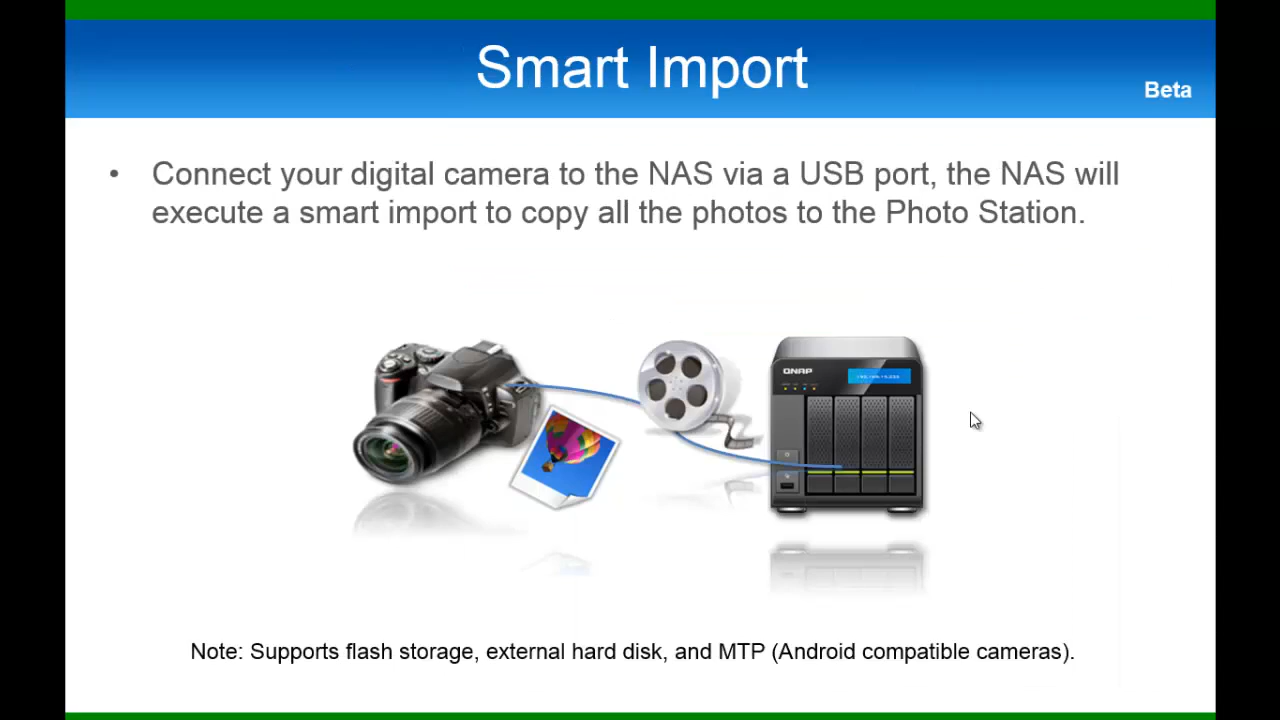 Smart Import
Beta
• Connect your digital camera to the NAS via a USB port, the NAS will
execute a smart import to copy all the photos to the Photo Station.
QNAP
Note: Supports flash storage, external hard disk, and MTP (Android compatible cameras).